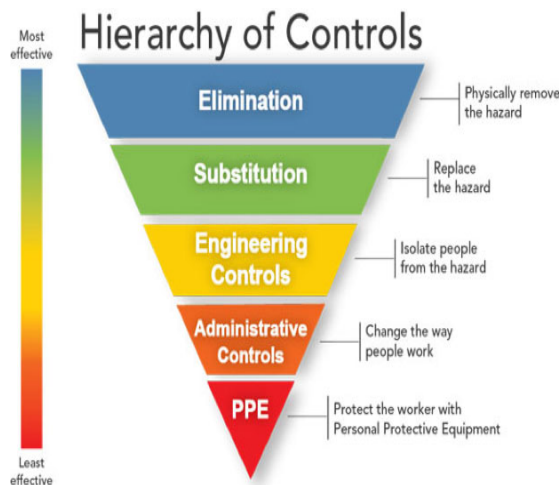 Hierarchy of Controls
Most
effective
Elimination
Physically remove
the hazard
Substitution
Replace
the hazard
Engineering
Controls
Isolate people
from the hazard
Administrative
Controls
Change the way
people work
PPE
Protect the worker with
Personal Protective Equipment
Least
effective